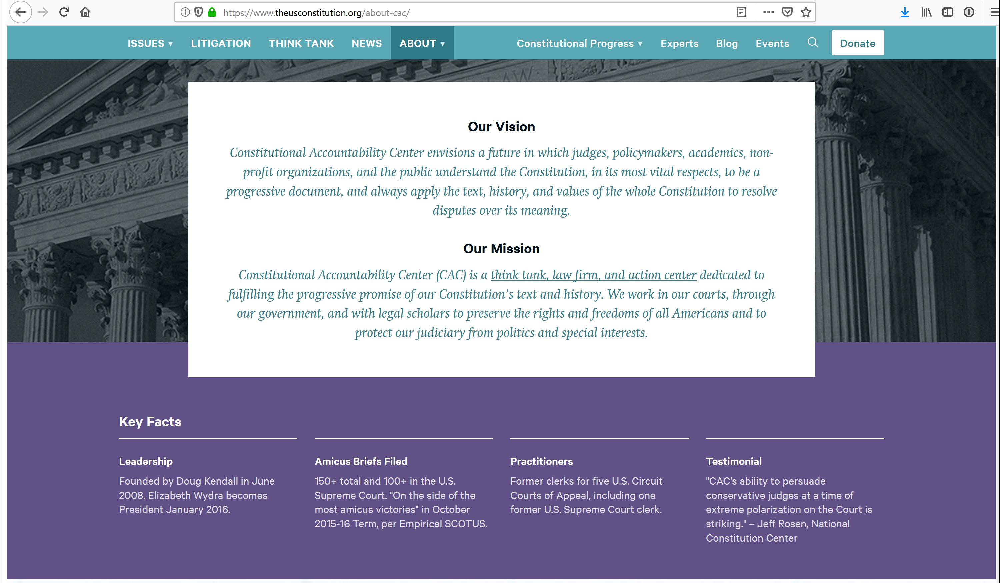 https://www.theusconstitution.org/about-cac/
ISSUES ▼ LITIGATION THINK TANK NEWS ABOUT ▼ Constitutional Progress ▼ Experts Blog Events Donate
AW
Our Vision
Constitutional Accountability Center envisions a future in which judges, policymakers, academics, non-
profit organizations, and the public understand the Constitution, in its most vital respects, to be a
progressive document, and always apply the text, history, and values of the whole Constitution to resolve
disputes over its meaning.
Our Mission
Constitutional Accountability Center (CAC) is a think tank, law firm, and action center dedicated to
fulfilling the progressive promise of our Constitution’s text and history. We work in our courts, through
our government, and with legal scholars to preserve the rights and freedoms of all Americans and to
protect our judiciary from politics and special interests.
Key Facts
Leadership
Founded by Doug Kendall in June
2008. Elizabeth Wydra becomes
President January 2016.
Amicus Briefs Filed
150+ total and 100+ in the U.S.
Supreme Court. "On the side of the
most amicus victories" in October
2015-16 Term, per Empirical SCOTUS.
Practitioners
Former clerks for five U.S. Circuit
Courts of Appeal, including one
former U.S. Supreme Court clerk.
Testimonial
"CAC’s ability to persuade
conservative judges at a time of
extreme polarization on the Court is
striking." – Jeff Rosen, National
Constitution Center